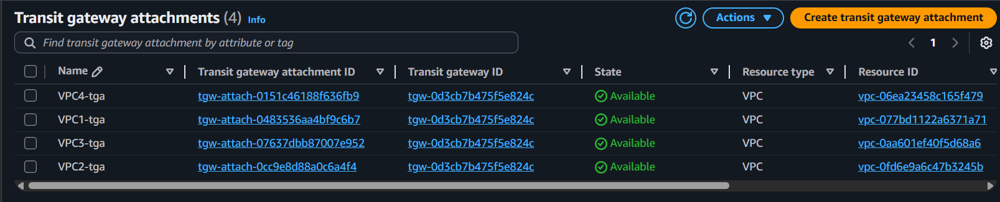 Transit gateway attachments (4) Info Actions Create transit gateway attachment
Find transit gateway attachment by attribute or tag 1
Name Transit gateway attachment ID Transit gateway ID State Resource type Resource ID
VPC4-tga tgw-attach-0151c46188f636fb9 tgw-0d3cb7b475f5e824c Available VPC vpc-06ea23458c165f479
VPC1-tga tgw-attach-0483536aa4bf9c6b7 tgw-0d3cb7b475f5e824c Available VPC vpc-077bd1122a6371a71
VPC3-tga tgw-attach-07637dbb87007e952 tgw-0d3cb7b475f5e824c Available VPC vpc-0aa601ef40f5d68a6
VPC2-tga tgw-attach-0cc9e8d88a0c6a4f4 tgw-0d3cb7b475f5e824c Available VPC vpc-0fd6e9a6c47b3245b